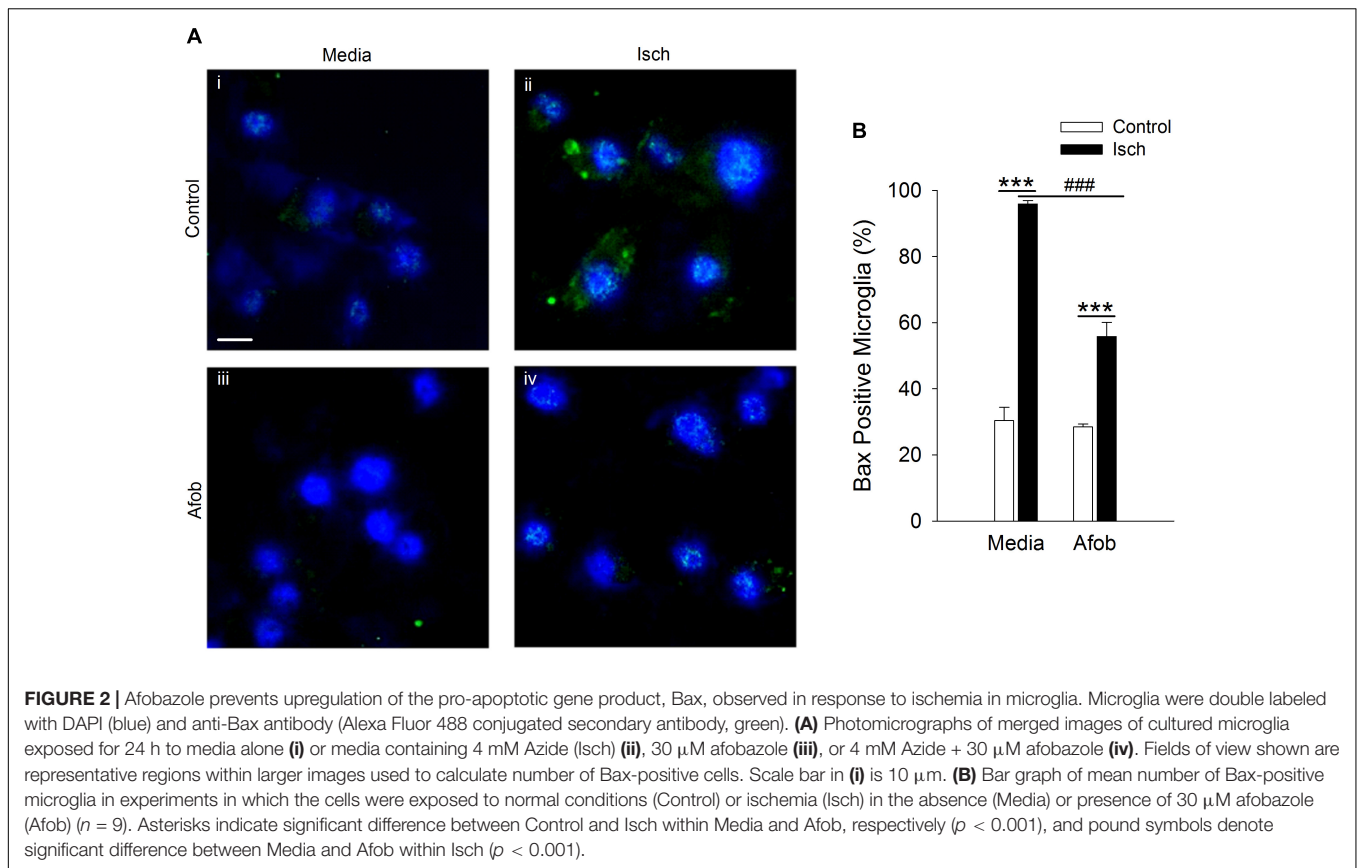 A
Media
Isch
i
ii
Control
iii
iv
Afob
B
Control
Isch
***
###
***
100
80
60
40
20
0
Bax Positive Microglia (%)
Media
Afob
FIGURE 2 | Afobazole prevents upregulation of the pro-apoptotic gene product, Bax, observed in response to ischemia in microglia. Microglia were double labeled
with DAPI (blue) and anti-Bax antibody (Alexa Fluor 488 conjugated secondary antibody, green). (A) Photomicrographs of merged images of cultured microglia
exposed for 24 h to media alone (i) or media containing 4 mM Azide (Isch) (ii), 30 μM afobazole (iii), or 4 mM Azide + 30 μM afobazole (iv). Fields of view shown are
representative regions within larger images used to calculate number of Bax-positive cells. Scale bar in (i) is 10 μm. (B) Bar graph of mean number of Bax-positive
microglia in experiments in which the cells were exposed to normal conditions (Control) or ischemia (Isch) in the absence (Media) or presence of 30 μM afobazole
(Afob) (n = 9). Asterisks indicate significant difference between Control and Isch within Media and Afob, respectively (p < 0.001), and pound symbols denote
significant difference between Media and Afob within Isch (p < 0.001).